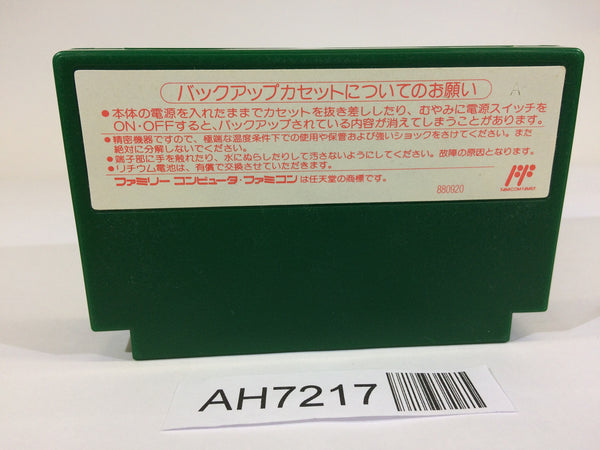 バックアップカセットについてのお願い
A
●本体の電源を入れたままでカセットを抜き差ししたり、むやみに電源スイッチを
ON・OFFすると、バックアップされている内容が消えてしまうことがあります。
●精密機器ですので、極端な温度条件下での使用や保管および強いショックをさけてください。また
絶対に分解しないでください。
●端子部に手を触れたり、水にぬらしたりして汚さないようにしてください。故障の原因となります。
●リチウム電池は、有償で交換させていただきます。
ファミリー コンピュータ・ファミコン は任天堂の商標です。
880920
AH7217